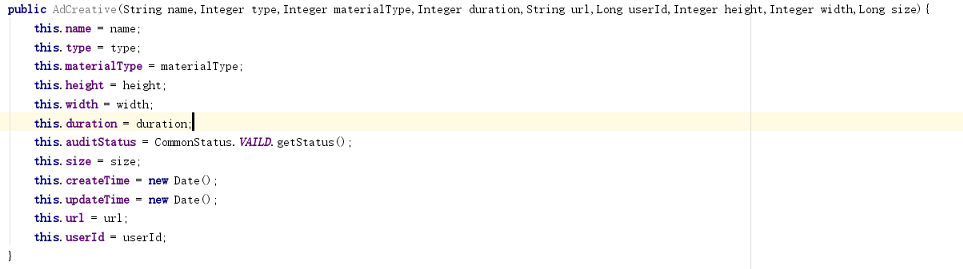 public AdCreative(String name,Integer type,Integer materialType,Integer duration,String url,Long userId,Integer height,Integer width,Long size){
this.name = name;
this.type = type;
this.materialType = materialType;
this.height = height;
this.width = width;
this.duration = duration;
this.auditStatus = CommonStatus.VAILD.getStatus();
this.size = size;
this.createTime = new Date();
this.updateTime = new Date();
this.url = url;
this.userId = userId;
}